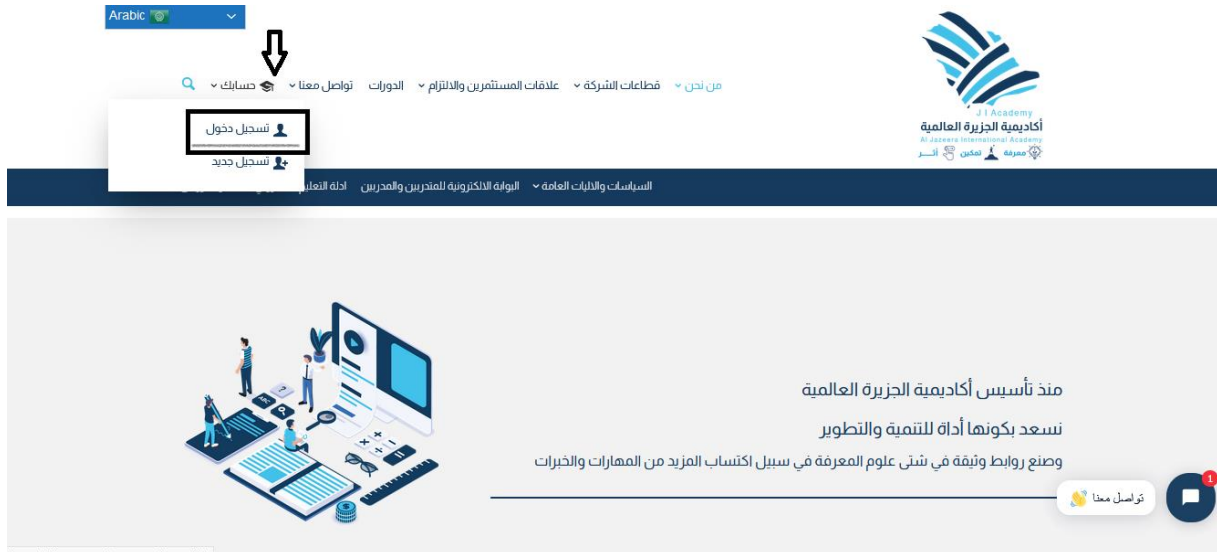 Arabic
J I Academy
أكاديمية الجزيرة العالمية
Al Jazeera International Academy
معرفة تمكين أثــر
من نحن قطاعات الشركة علاقات المستثمرين والالتزام الدورات تواصل معنا حسابك
تسجيل دخول
تسجيل جديد
السياسات والاليات العامة البوابة الالكترونية للمتدربين والمدربين ادلة التعليم
منذ تأسيس أكاديمية الجزيرة العالمية
نسعد بكونها أداة للتنمية والتطوير
وصنع روابط وثيقة في شتى علوم المعرفة في سبيل اكتساب المزيد من المهارات والخبرات
ABC
?
1
تواصل معنا